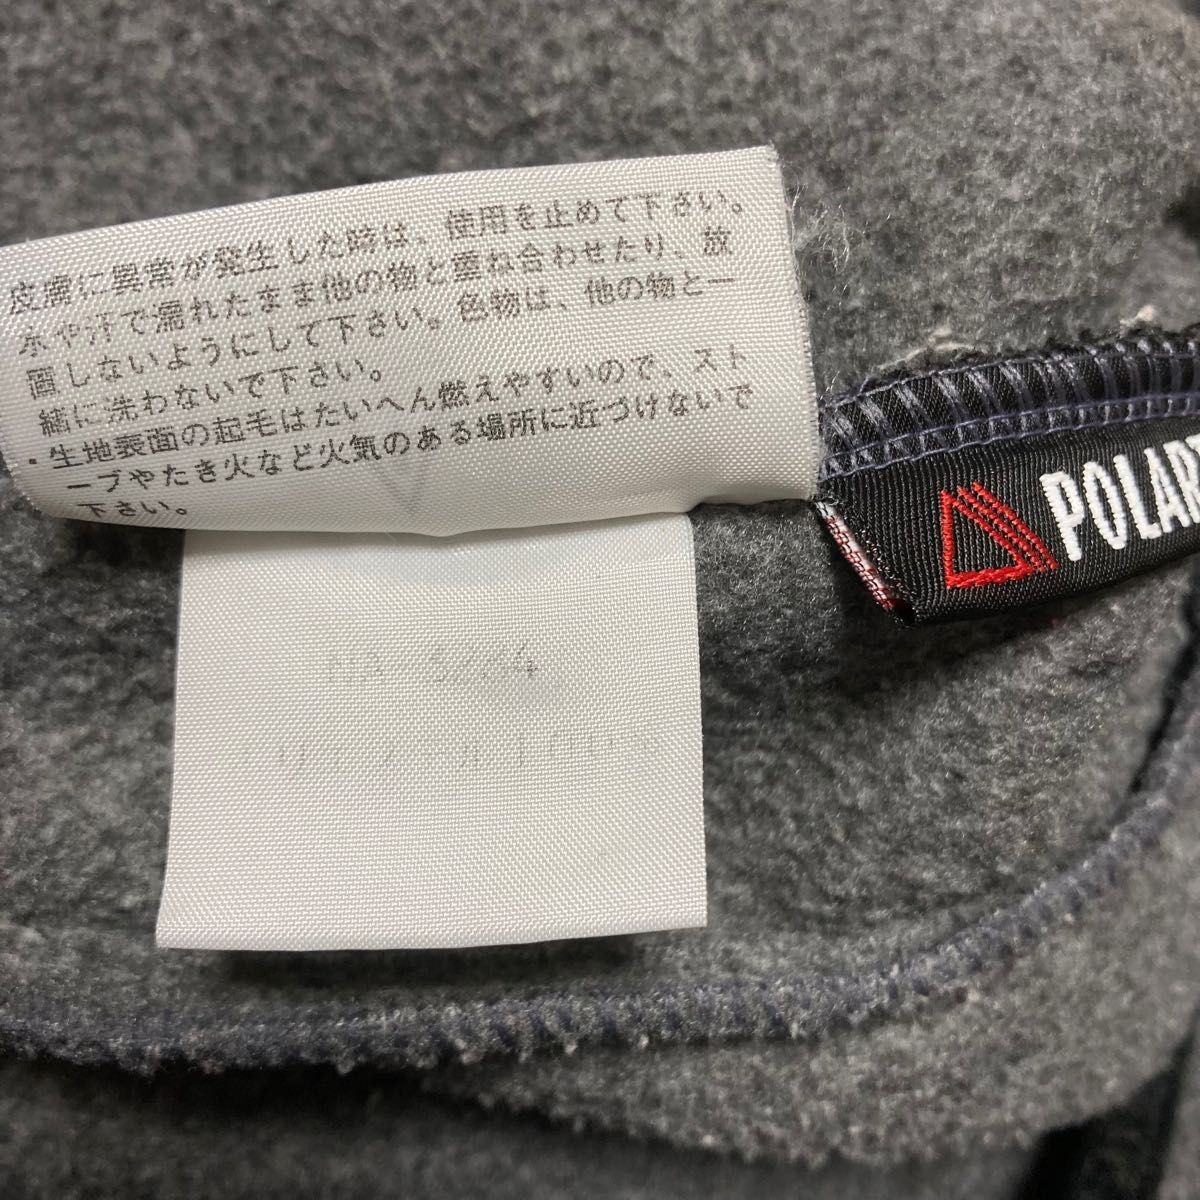 皮膚に異常が発生した時は、使用を止めて下さい。
水や汗で濡れたまま他の物と重ね合わせたり、放
置しないようにして下さい。色物は、他の物と一
緒に洗わないで下さい。
・生地表面の起毛はたいへん燃えやすいので、スト
ーブやたき火など火気のある場所に近づけないで
下さい。
POLART